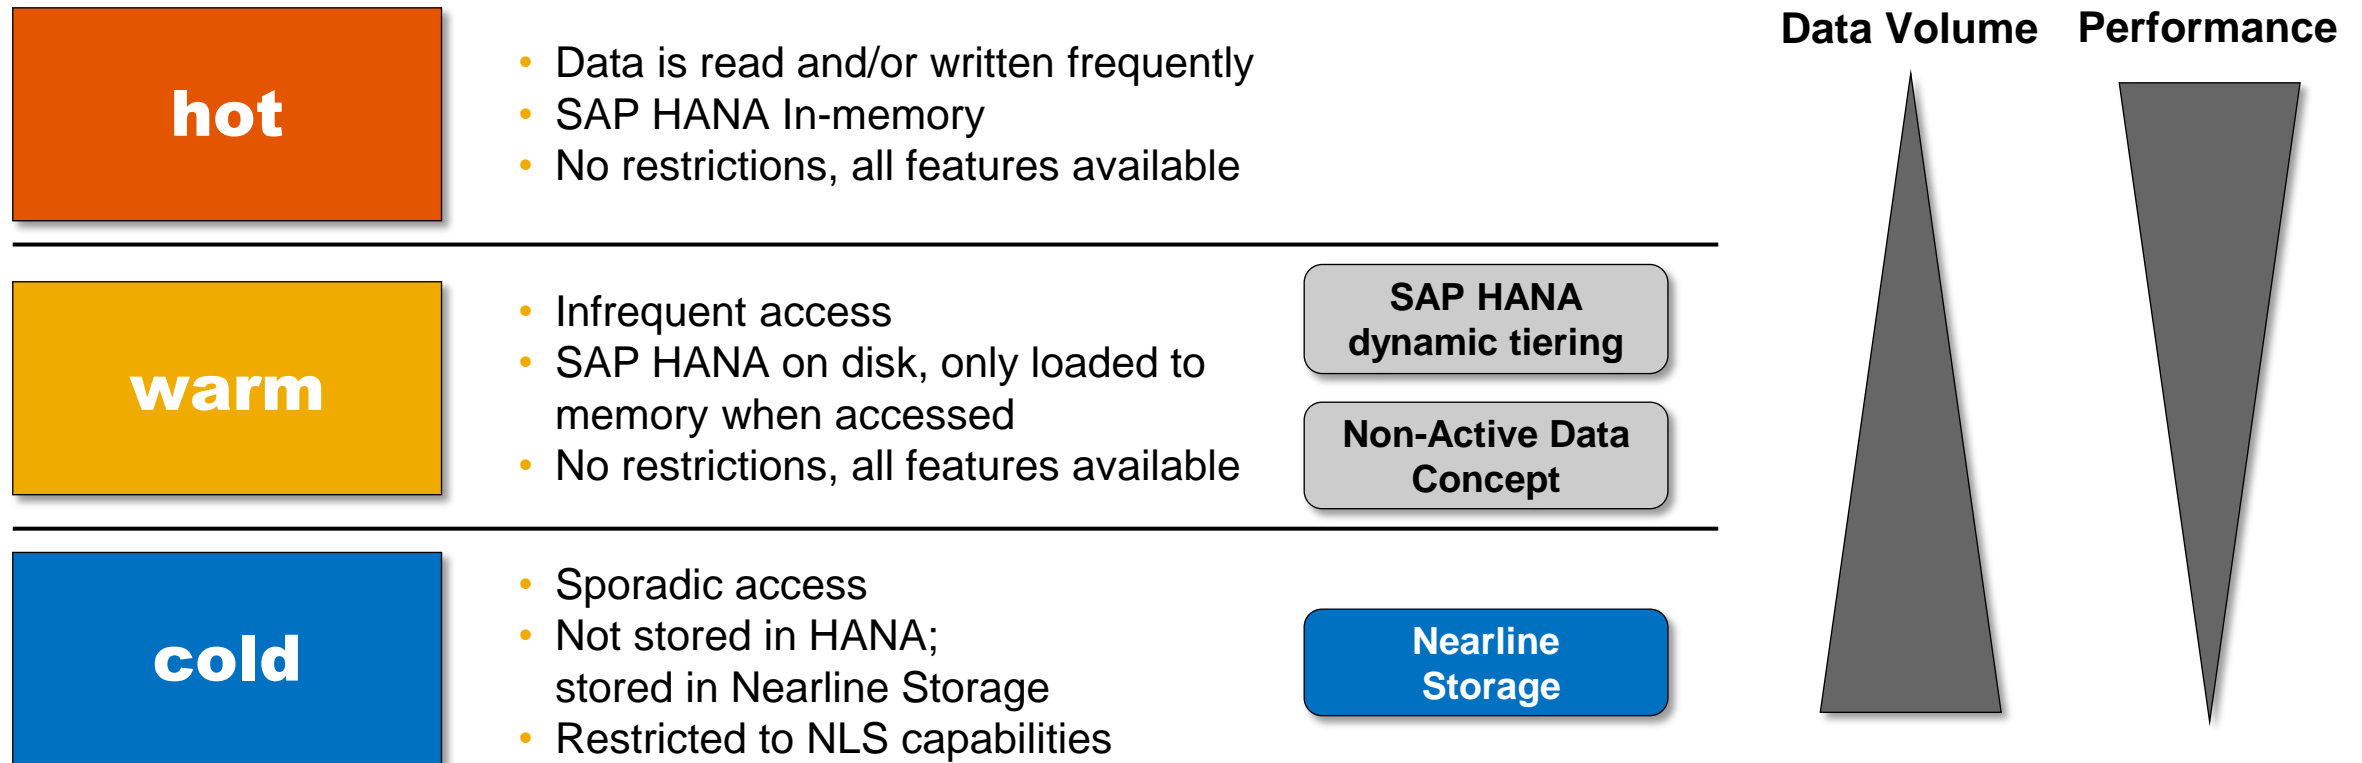 Data Volume Performance
hot
• Data is read and/or written frequently
• SAP HANA In-memory
• No restrictions, all features available
warm
• Infrequent access
• SAP HANA on disk, only loaded to
memory when accessed
• No restrictions, all features available
SAP HANA
dynamic tiering
Non-Active Data
Concept
cold
• Sporadic access
• Not stored in HANA;
stored in Nearline Storage
• Restricted to NLS capabilities
Nearline
Storage